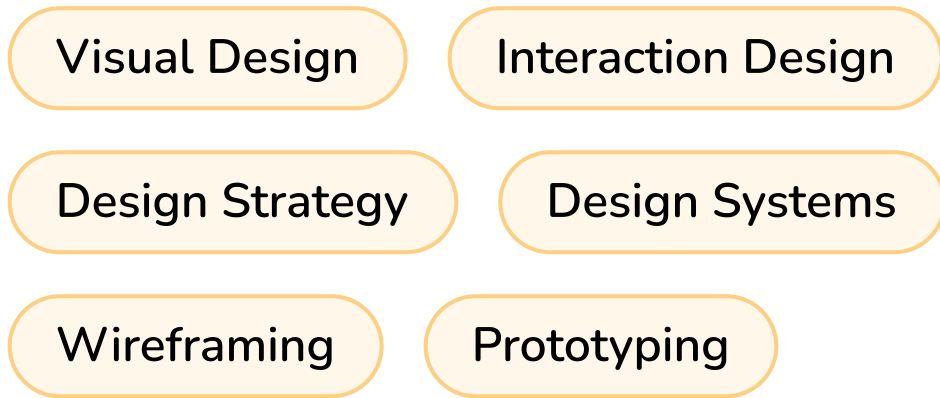 Visual Design Interaction Design
Design Strategy Design Systems
Wireframing Prototyping